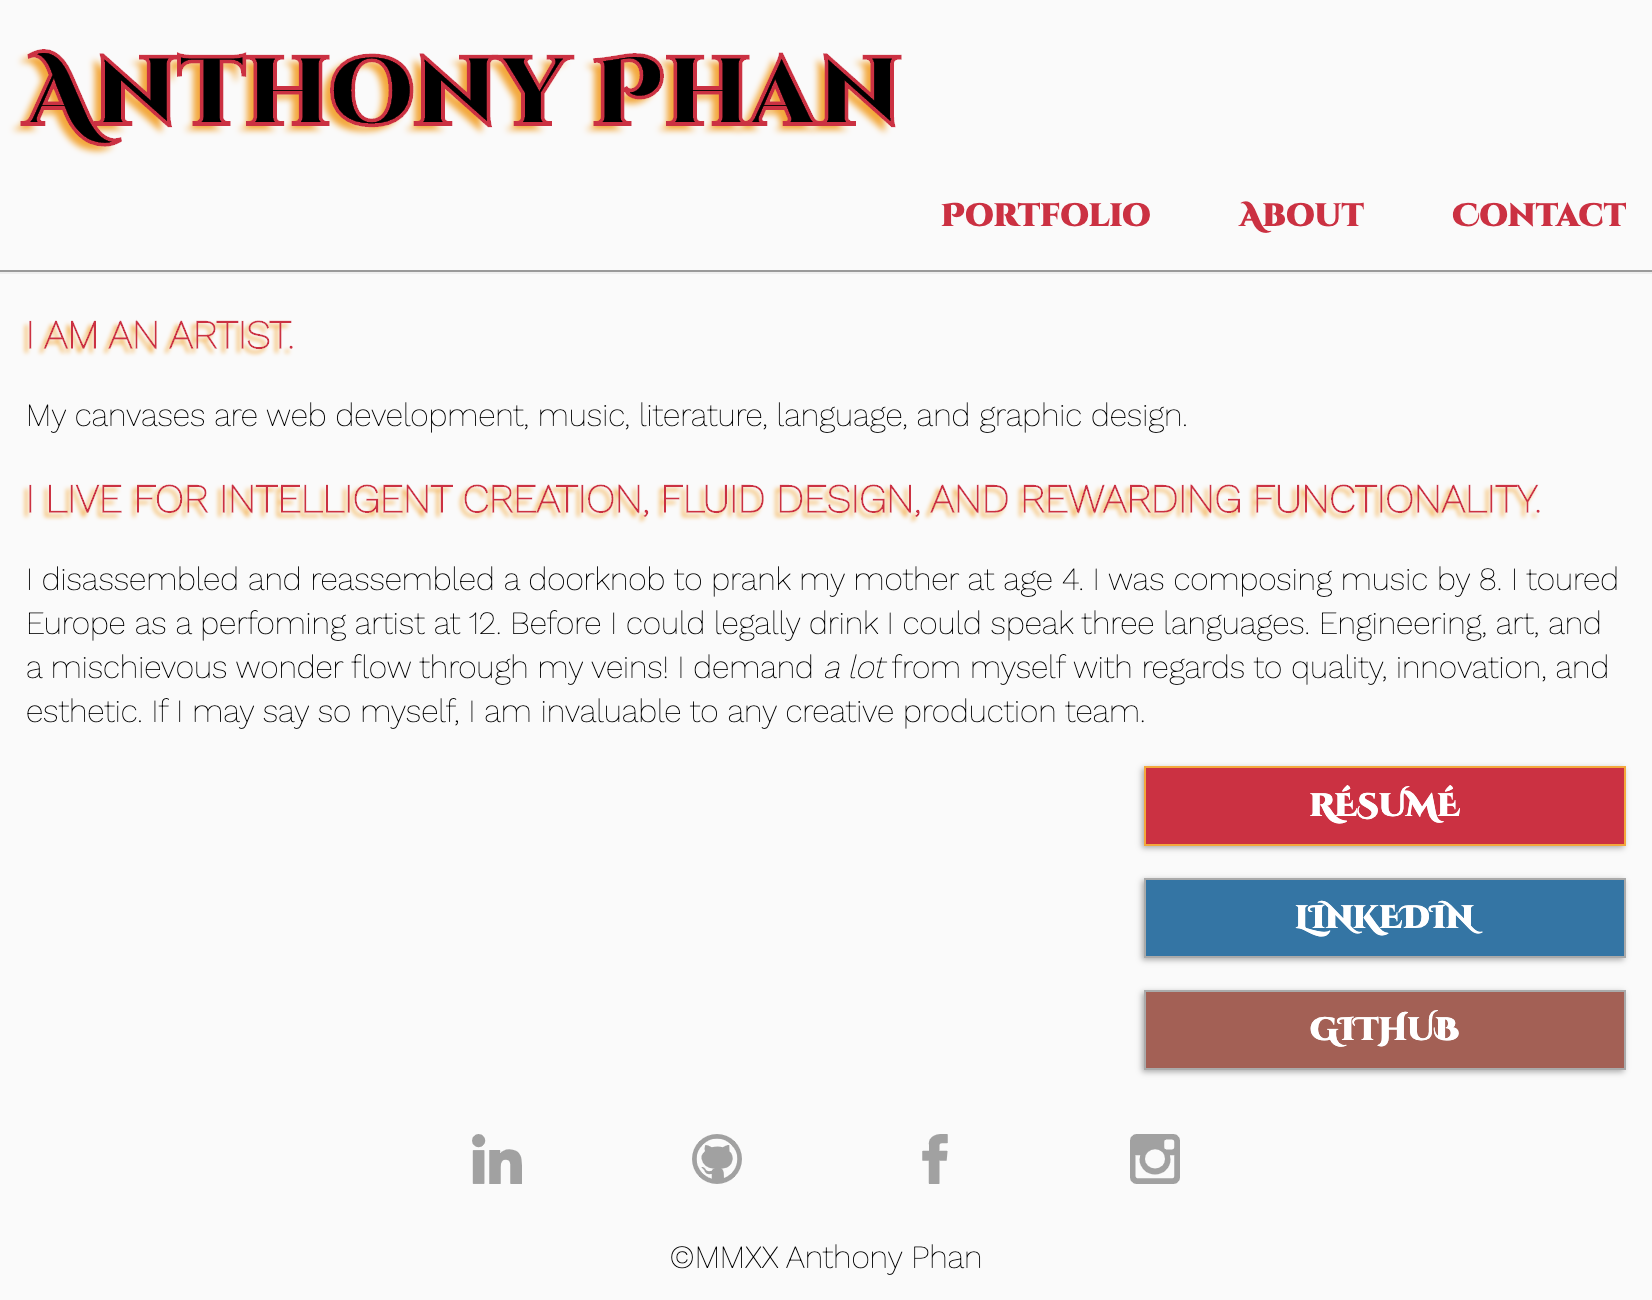 Anthony Phan
Portfolio About Contact
I AM AN ARTIST.
My canvases are web development, music, literature, language, and graphic design.
I LIVE FOR INTELLIGENT CREATION, FLUID DESIGN, AND REWARDING FUNCTIONALITY.
I disassembled and reassembled a doorknob to prank my mother at age 4. I was composing music by 8. I toured
Europe as a perfoming artist at 12. Before I could legally drink I could speak three languages. Engineering, art, and
a mischievous wonder flow through my veins! I demand a lot from myself with regards to quality, innovation, and
esthetic. If I may say so myself, I am invaluable to any creative production team.
RÉSUMÉ
LINKEDIN
GITHUB
©MMXX Anthony Phan